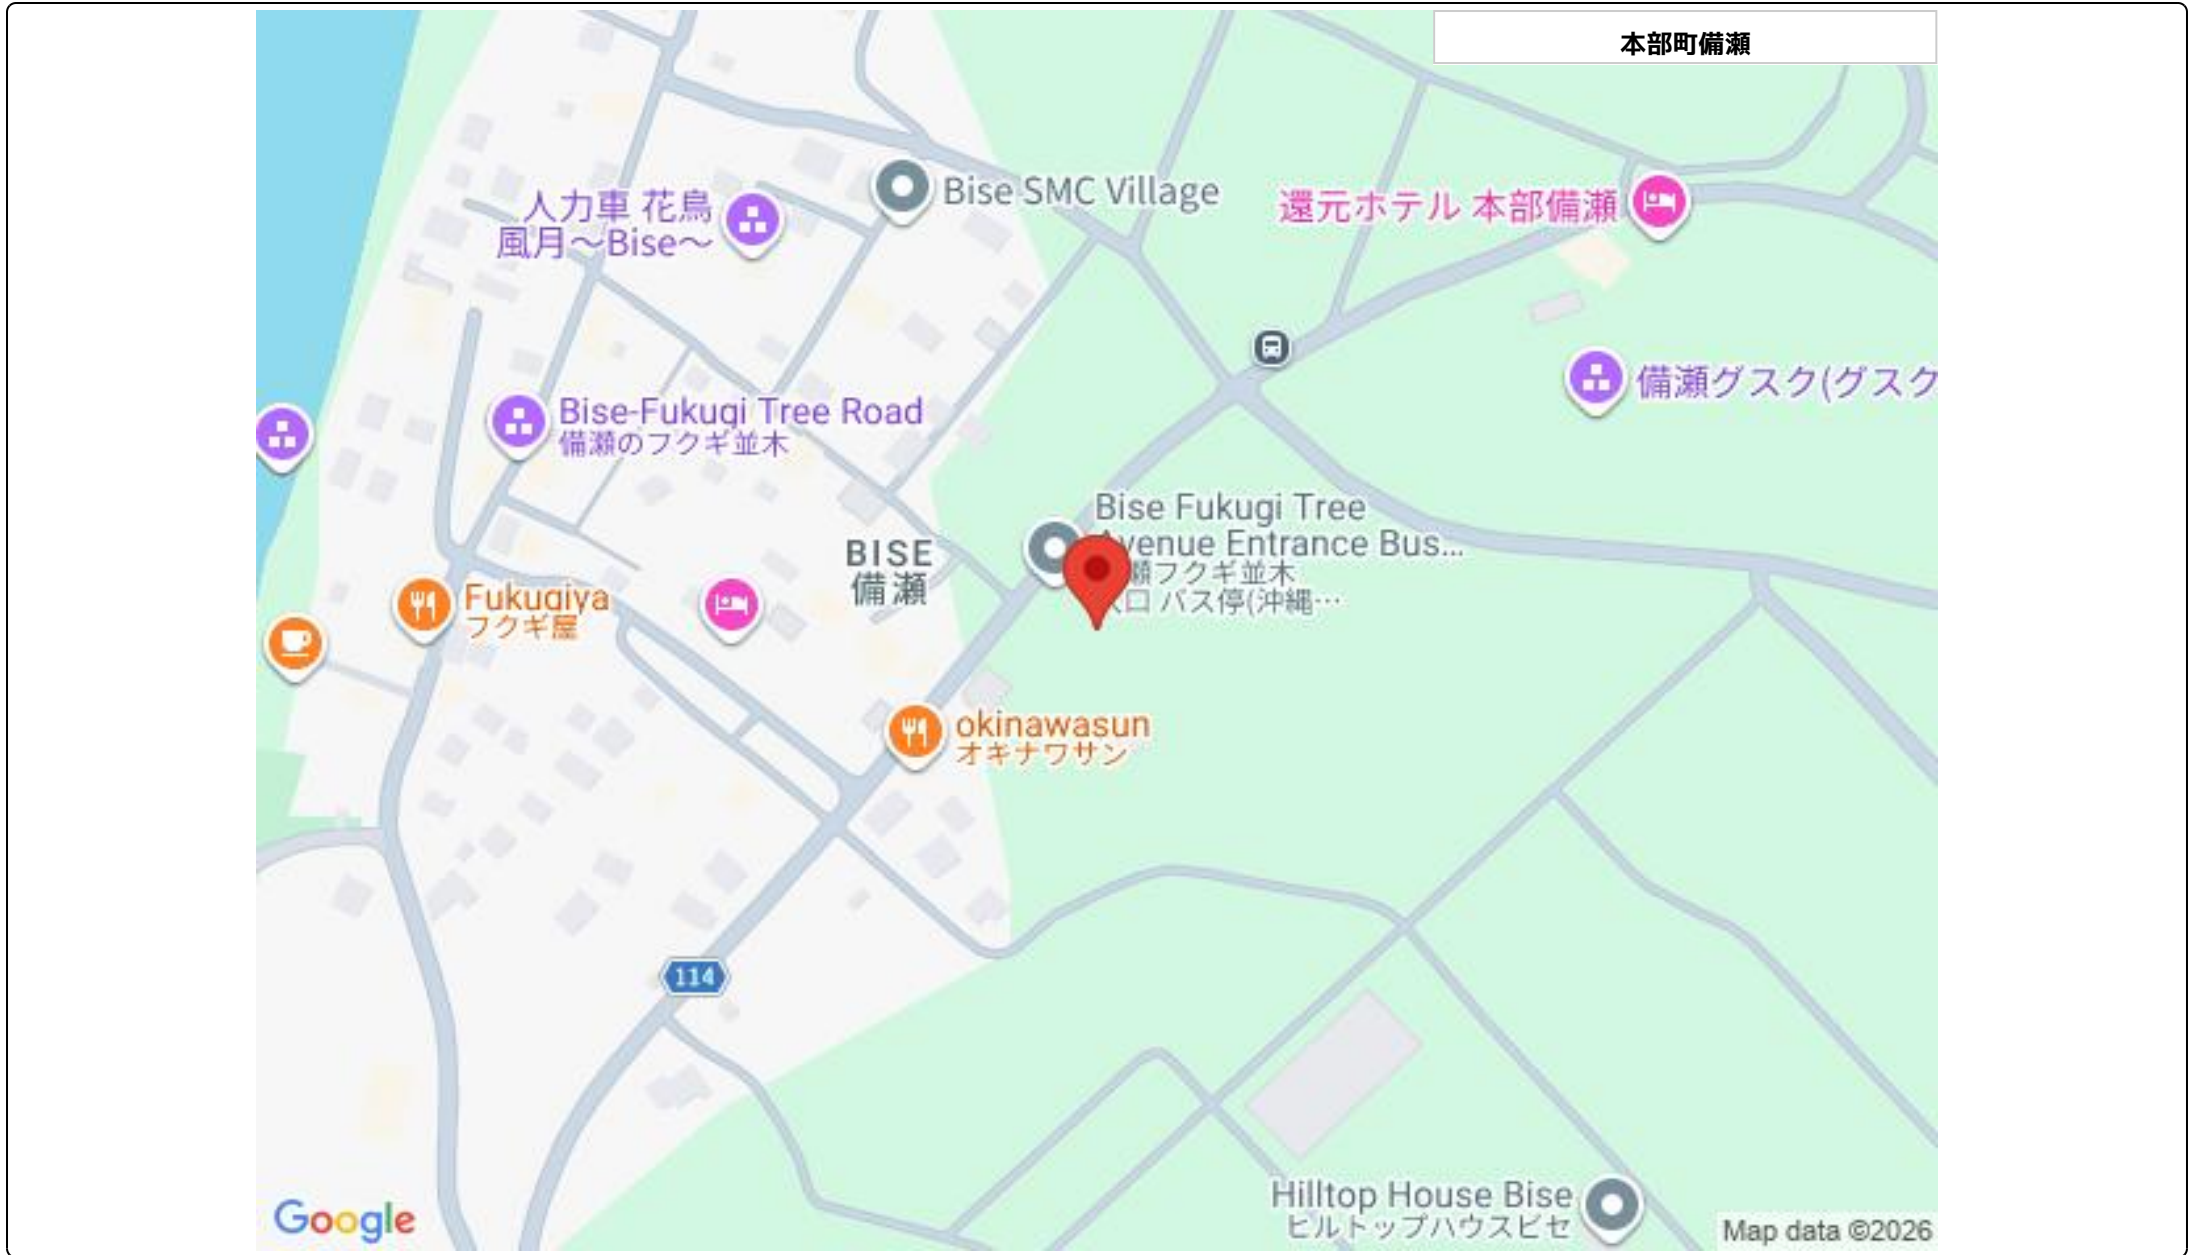 本部町備瀬
人力車 花鳥
風月〜Bise〜
Bise SMC Village
還元ホテル 本部備瀬
備瀬グスク(グスク
Bise-Fukugi Tree Road
備瀬のフクギ並木
Bise Fukugi Tree
Avenue Entrance Bus...
瀬フクギ並木
口 バス停(沖縄…
BISE
備瀬
Fukugiya
フクギ屋
okinawasun
オキナワサン
114
Hilltop House Bise
ヒルトップハウスビセ
Google
Map data ©2026